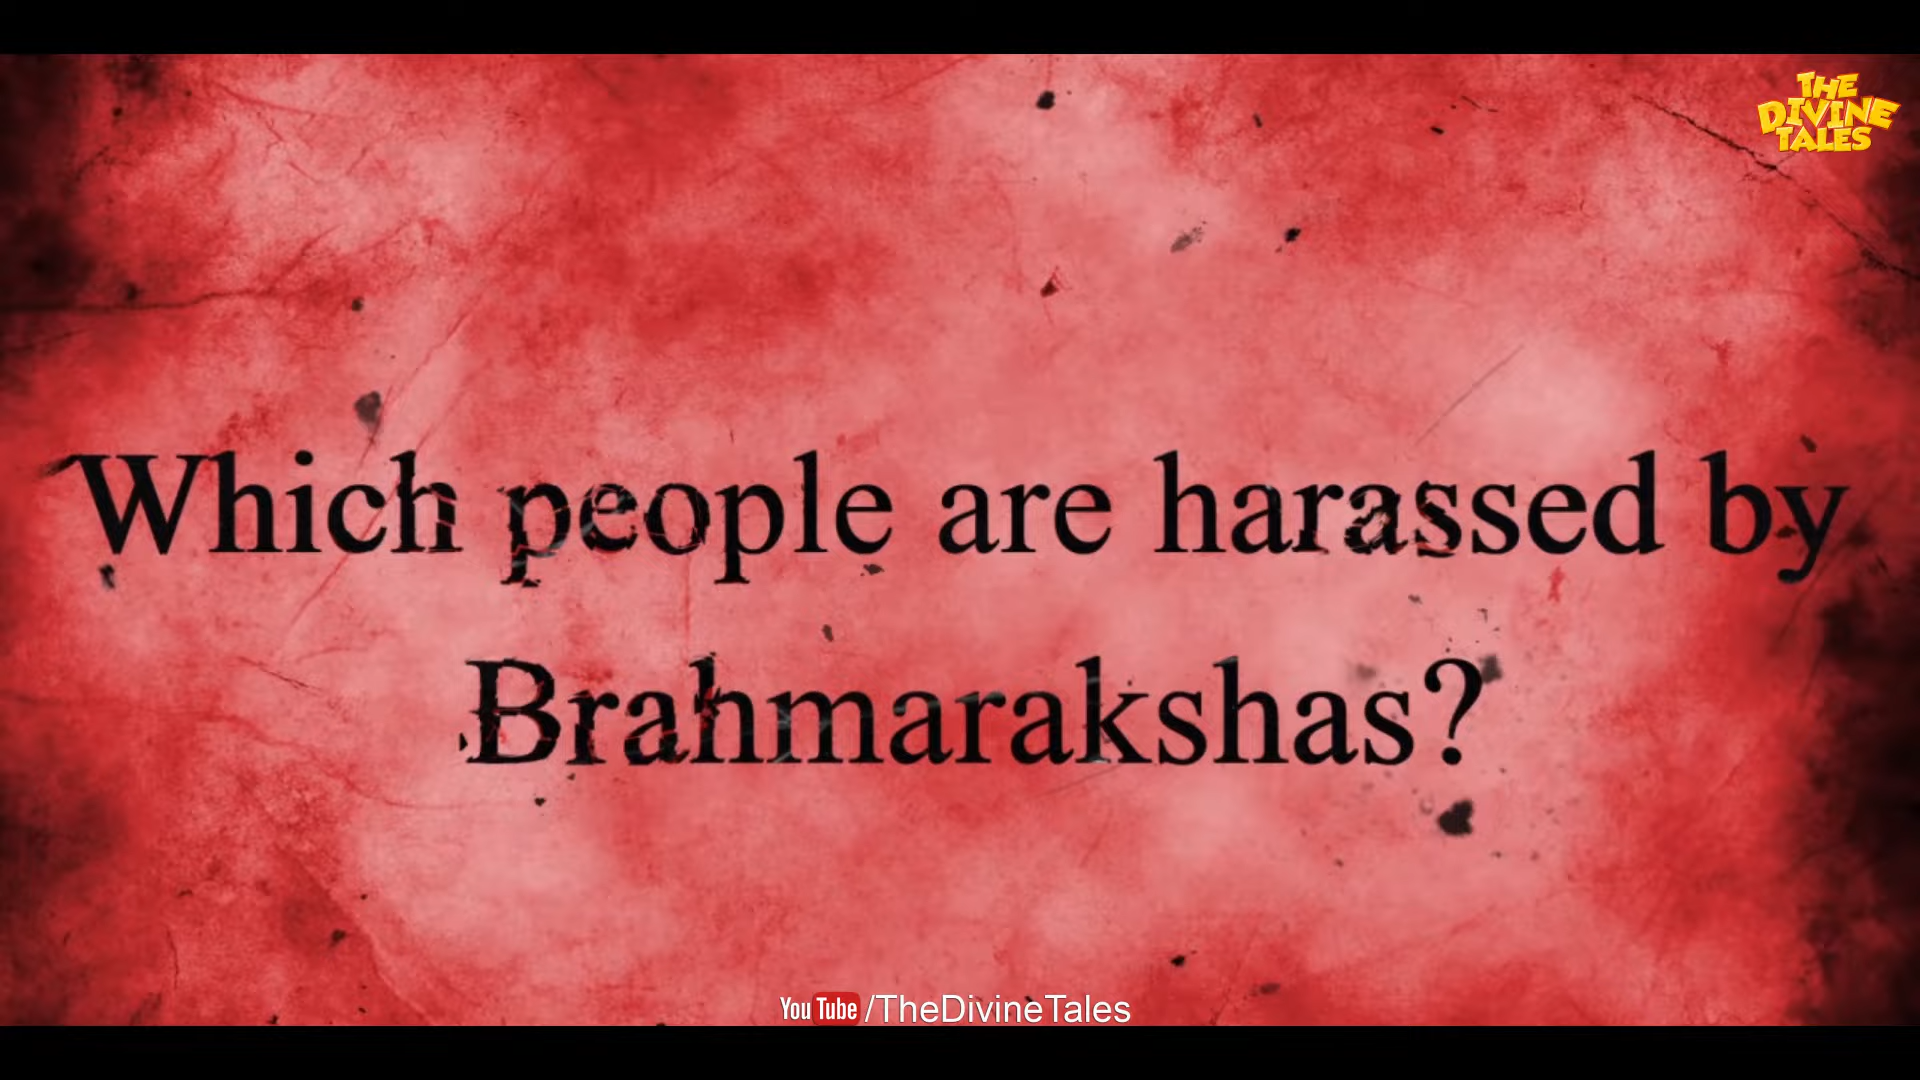 THE
DIVINE
TALES
Which people are harassed by
Brahmarakshas?
YouTube/TheDivineTales